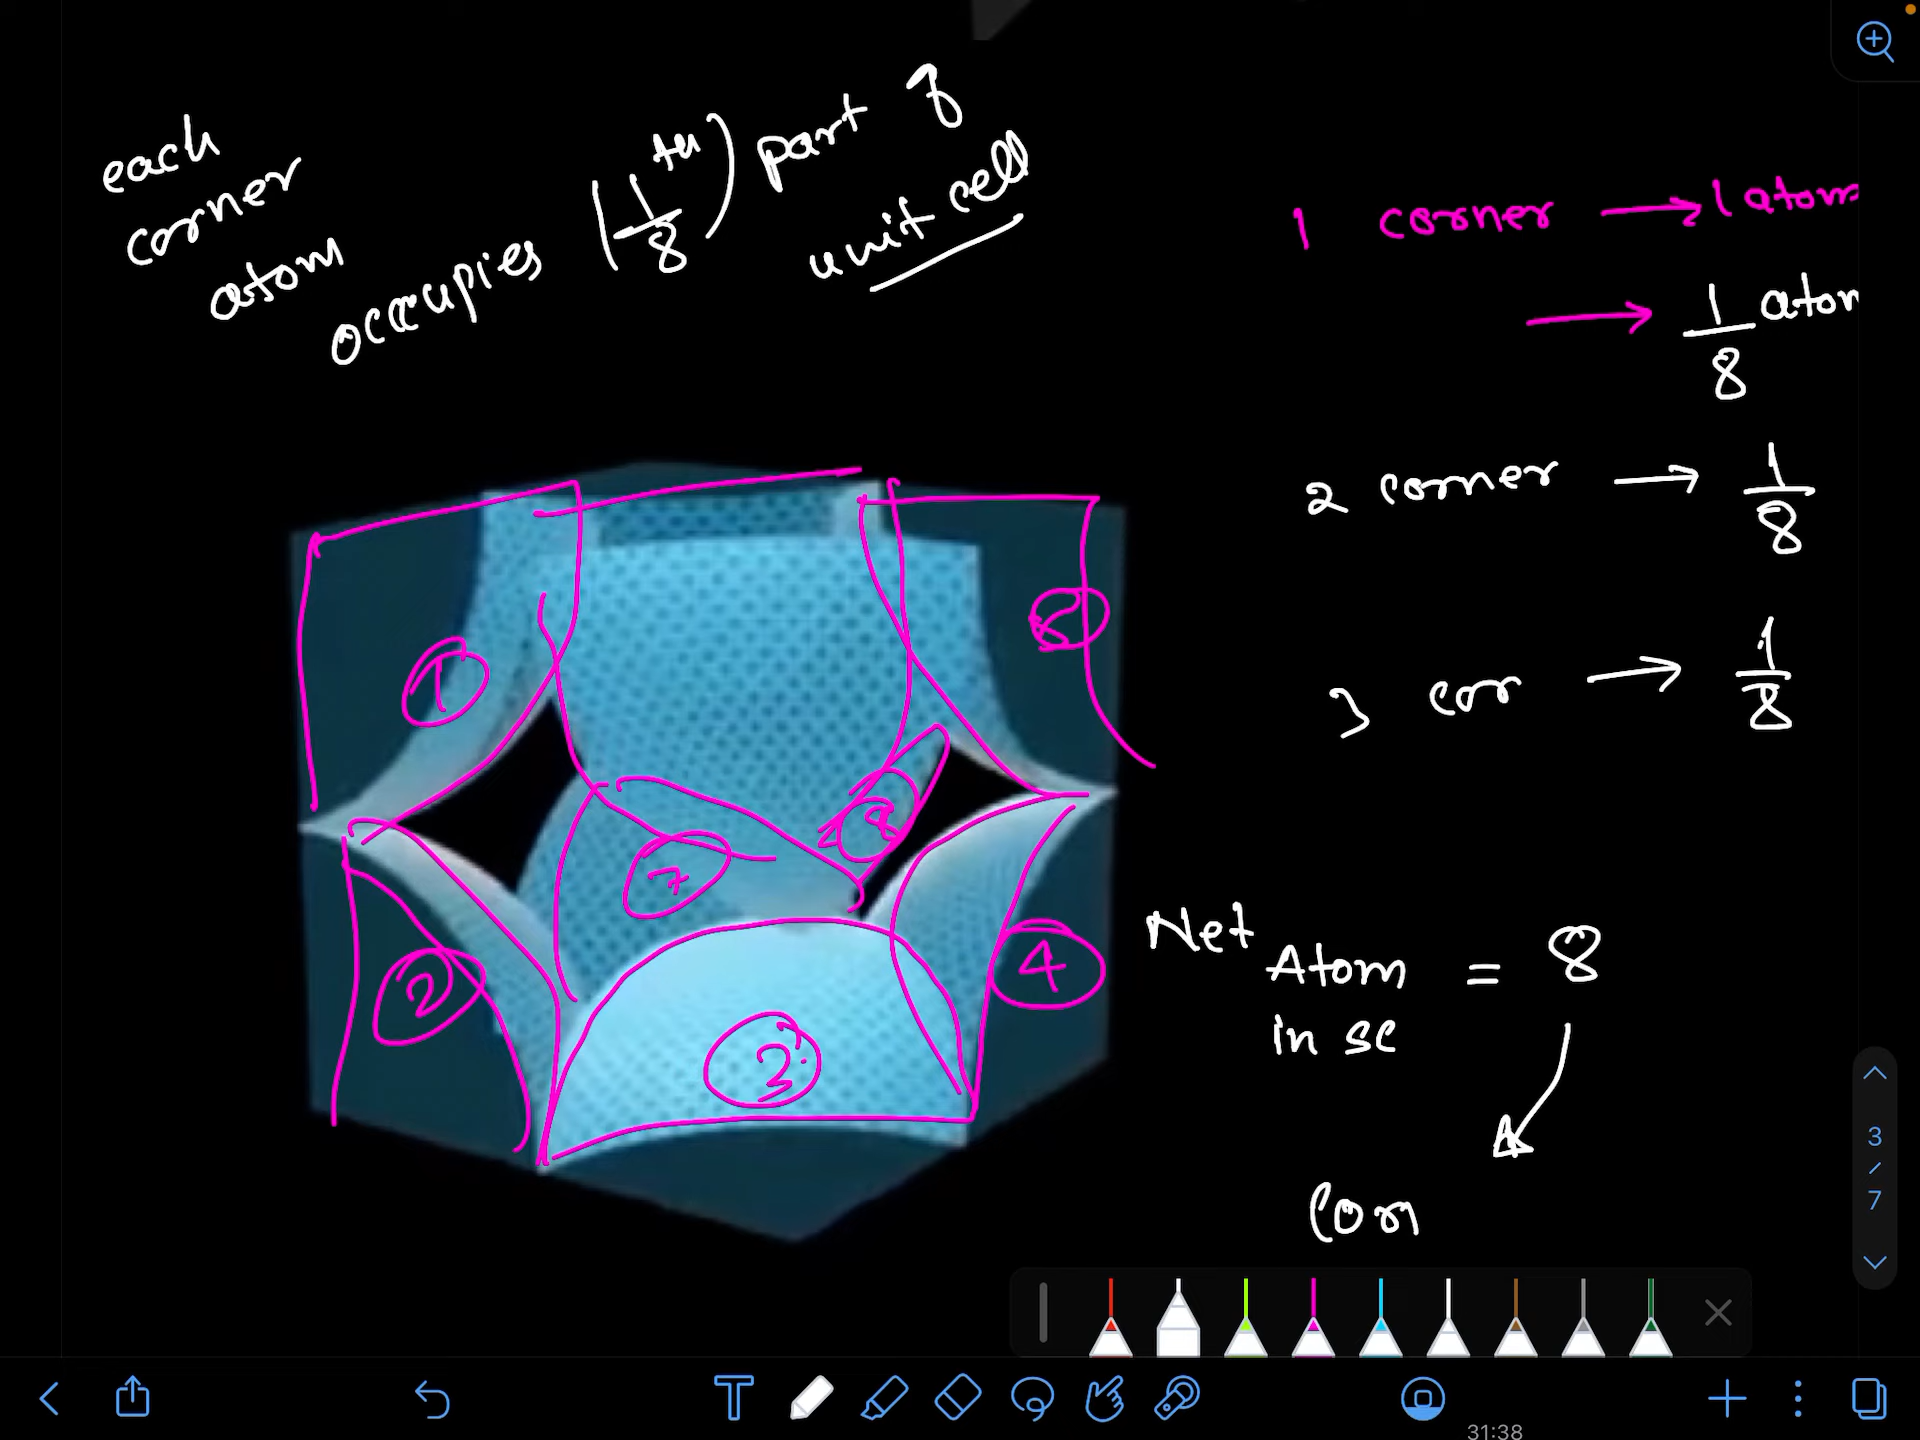 each
corner
atom
occupies (1/8 th) part of
unit cell
1 corner → 1 atom
→ 1/8 atom
2 corner → 1/8
3 cor → 1/8
1
7
8
2
3
4
Net
Atom = 8
in sc
Corn
3
/
7
T
31:38